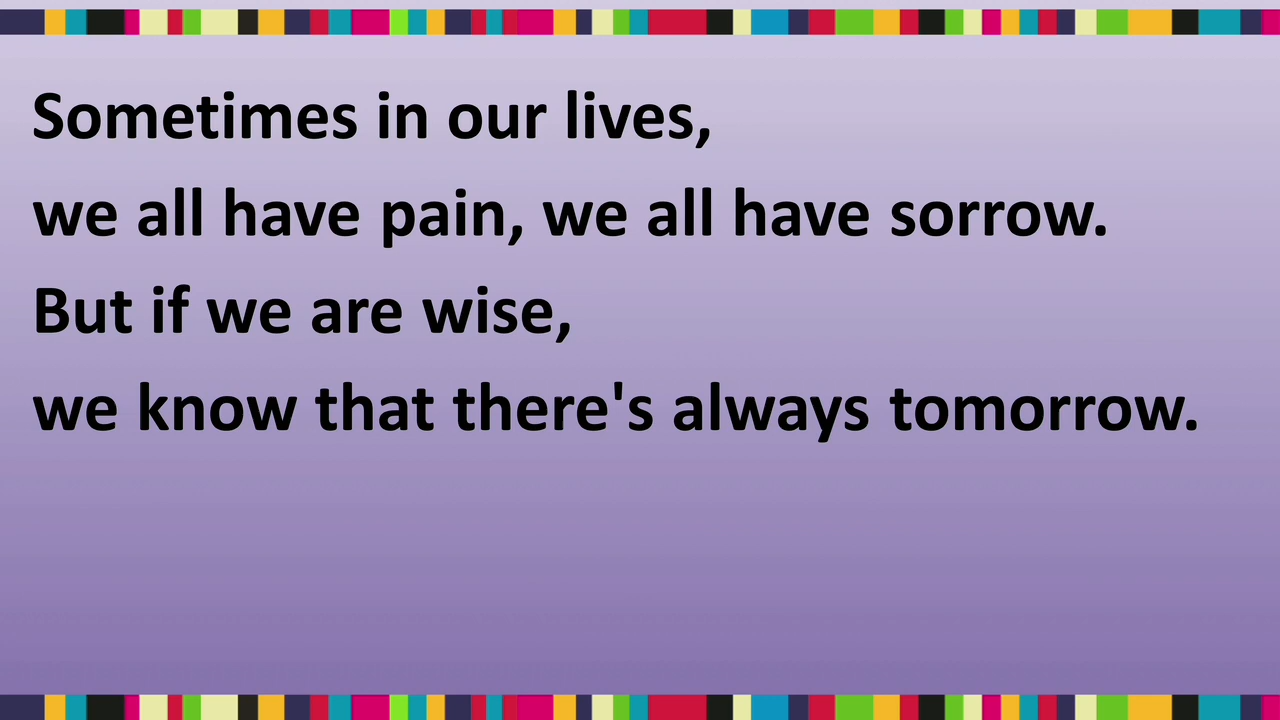 Sometimes in our lives,
we all have pain, we all have sorrow.
But if we are wise,
we know that there's always tomorrow.